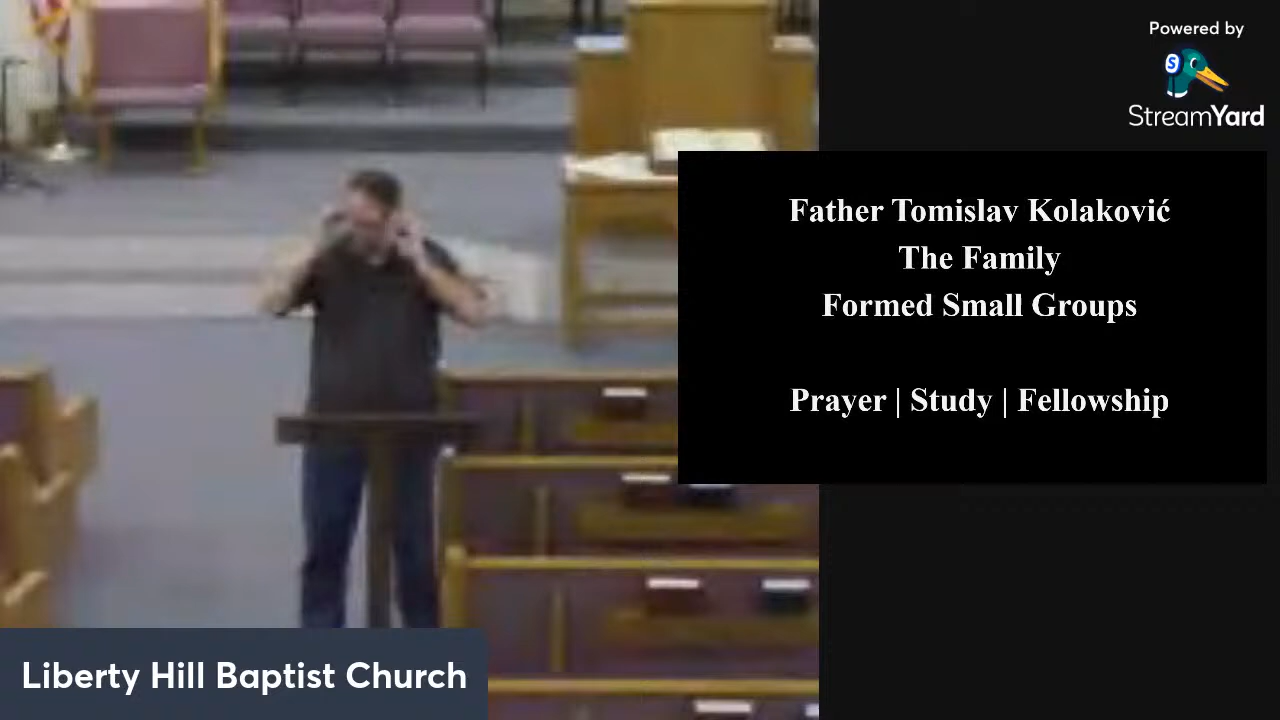 Powered by
S
StreamYard
Father Tomislav Kolaković
The Family
Formed Small Groups
Prayer | Study | Fellowship
Liberty Hill Baptist Church